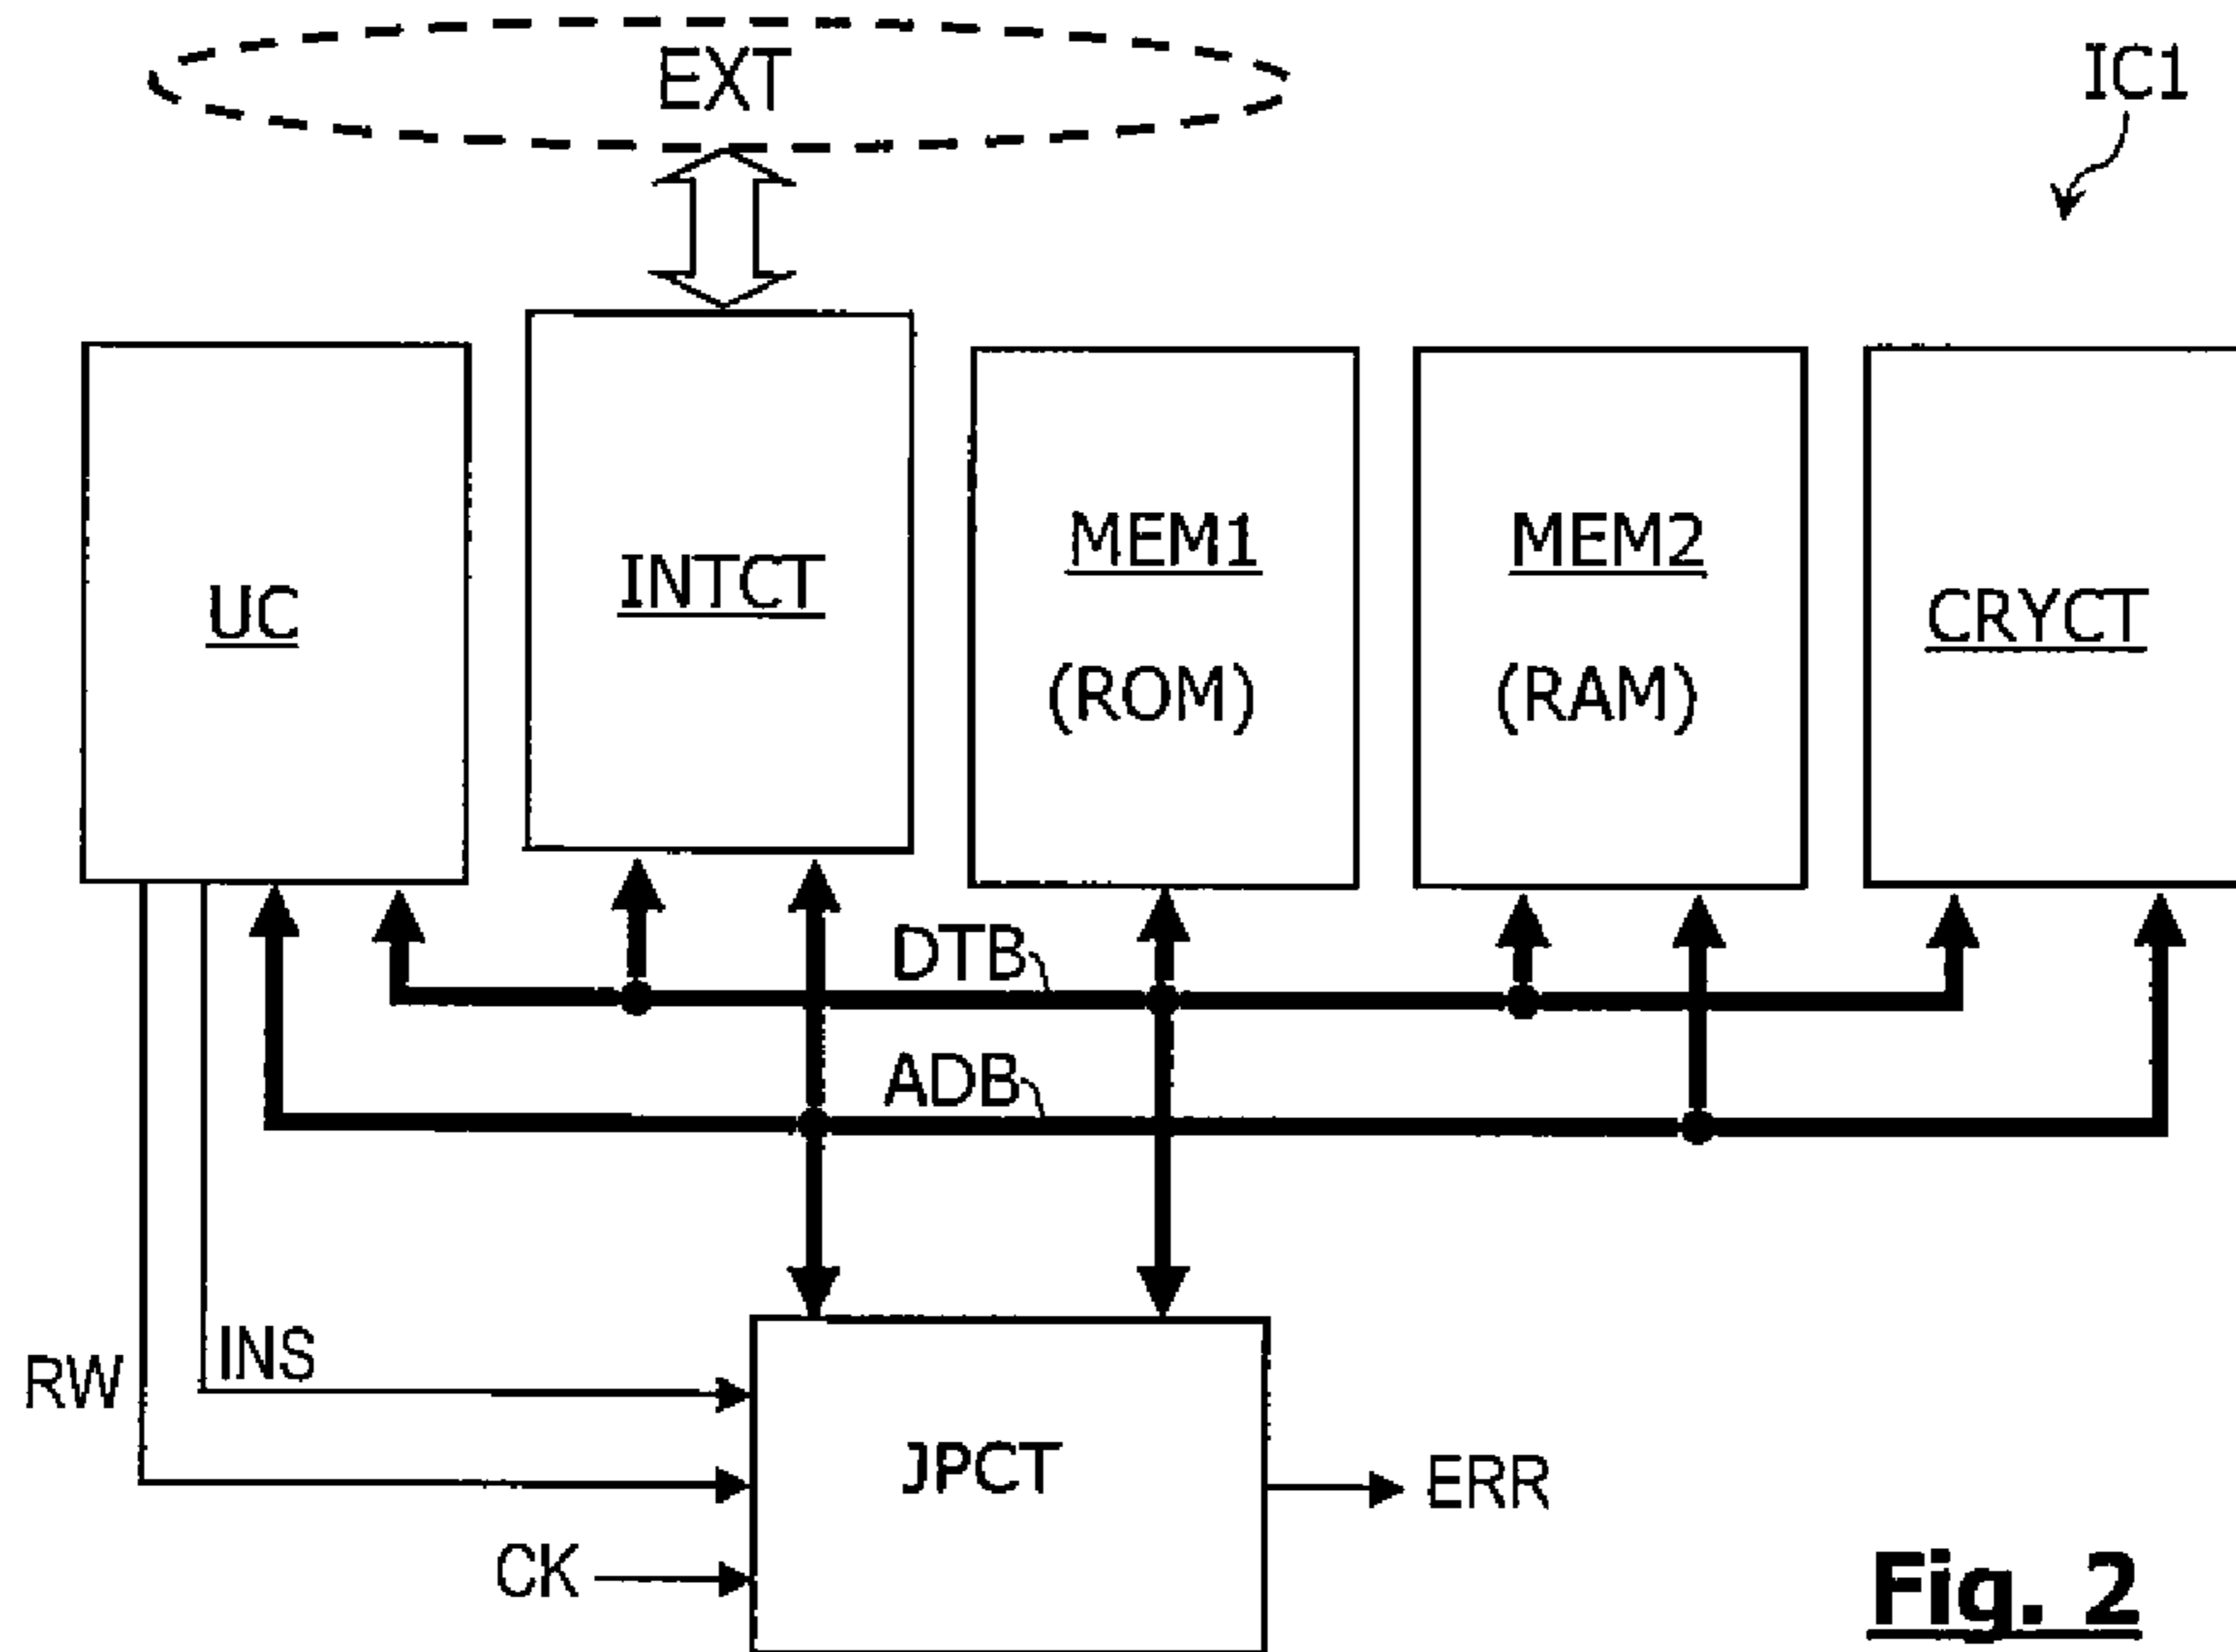 EXT
IC1
UC
INTCT
MEM1
(ROM)
MEM2
(RAM)
CRYCT
DTB
ADB
INS
RW
JPCT
ERR
CK
Fig. 2